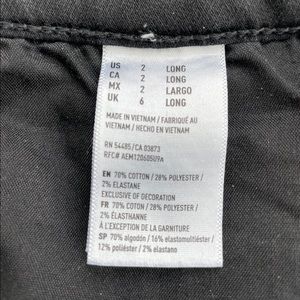 US 2 LONG
CA 2 LONG
MX 2 LARGO
UK 6 LONG
MADE IN VIETNAM / FABRIQUÉ AU
VIETNAM / HECHO EN VIETNAM
RN 54485/CA 03873
RFC# AEM120605U9A
EN 70% COTTON / 28% POLYESTER /
2% ELASTANE
EXCLUSIVE OF DECORATION
FR 70% COTON / 28% POLYESTER /
2% ÉLASTHANNE
À L'EXCEPTION DE LA GARNITURE
SP 70% algodón / 16% elastomultiéster /
12% poliéster / 2% elastano